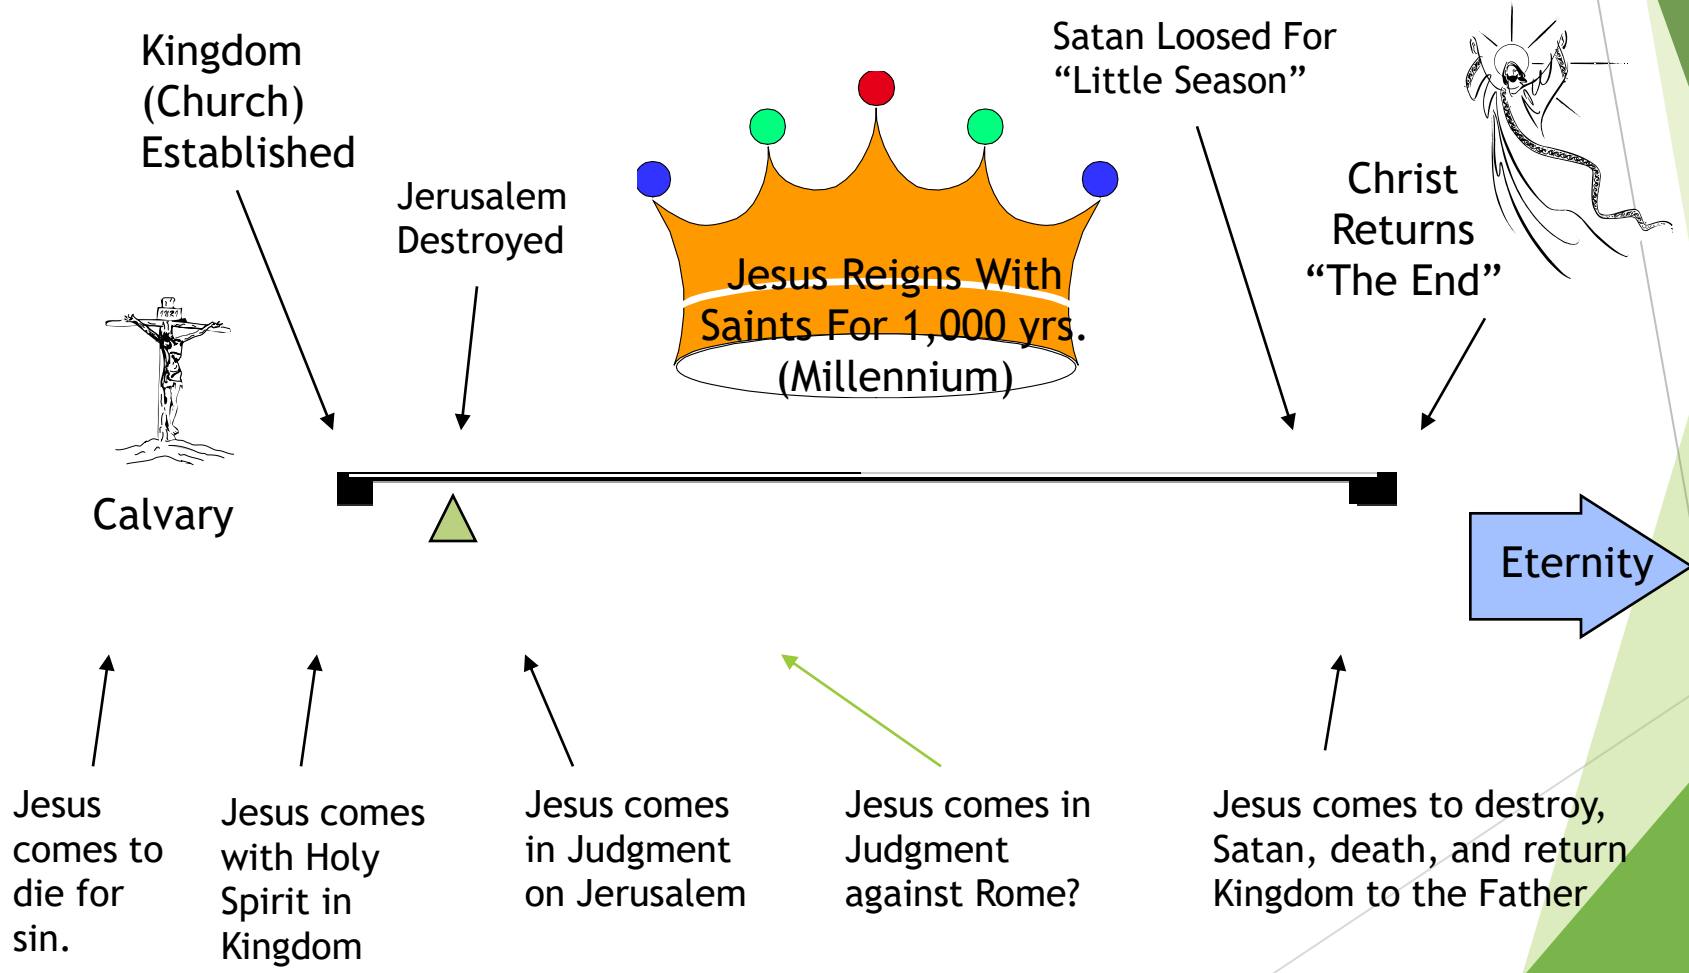 Kingdom
(Church)
Established
Jerusalem
Destroyed
Jesus Reigns With
Saints For 1,000 yrs.
(Millennium)
Satan Loosed For
“Little Season”
Christ
Returns
“The End”
Calvary
Eternity
Jesus
comes to
die for
sin.
Jesus comes
with Holy
Spirit in
Kingdom
Jesus comes
in Judgment
on Jerusalem
Jesus comes in
Judgment
against Rome?
Jesus comes to destroy,
Satan, death, and return
Kingdom to the Father